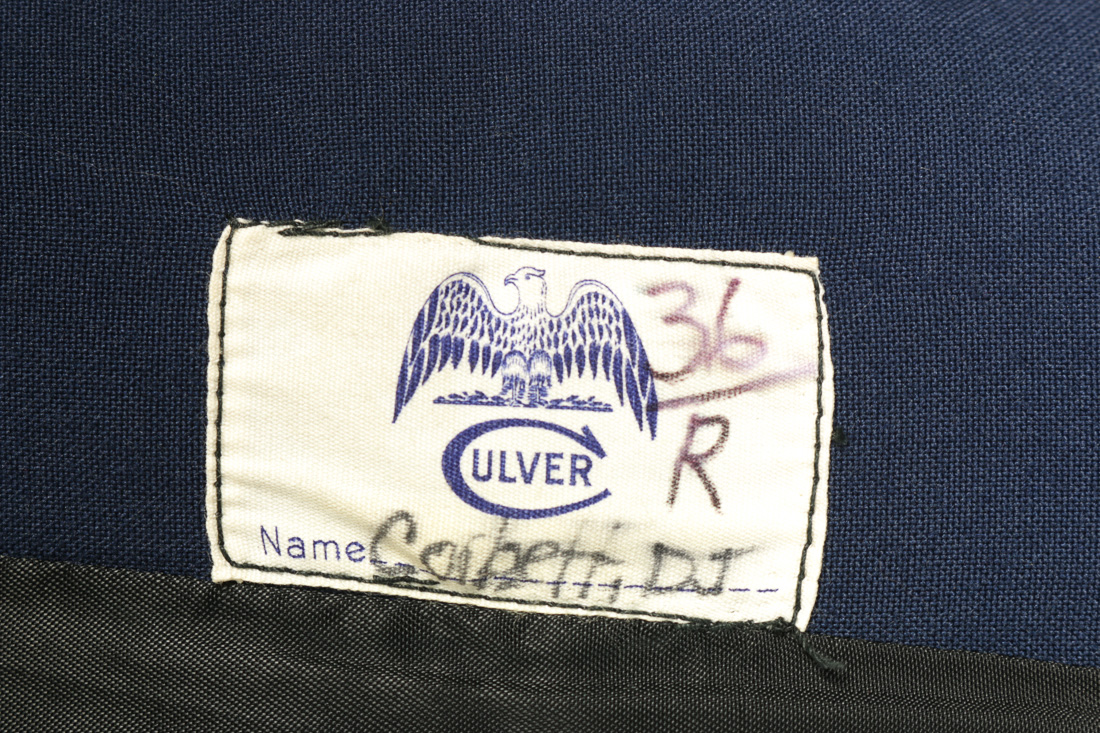 36
R
CULVER
Name Corbett, DJ